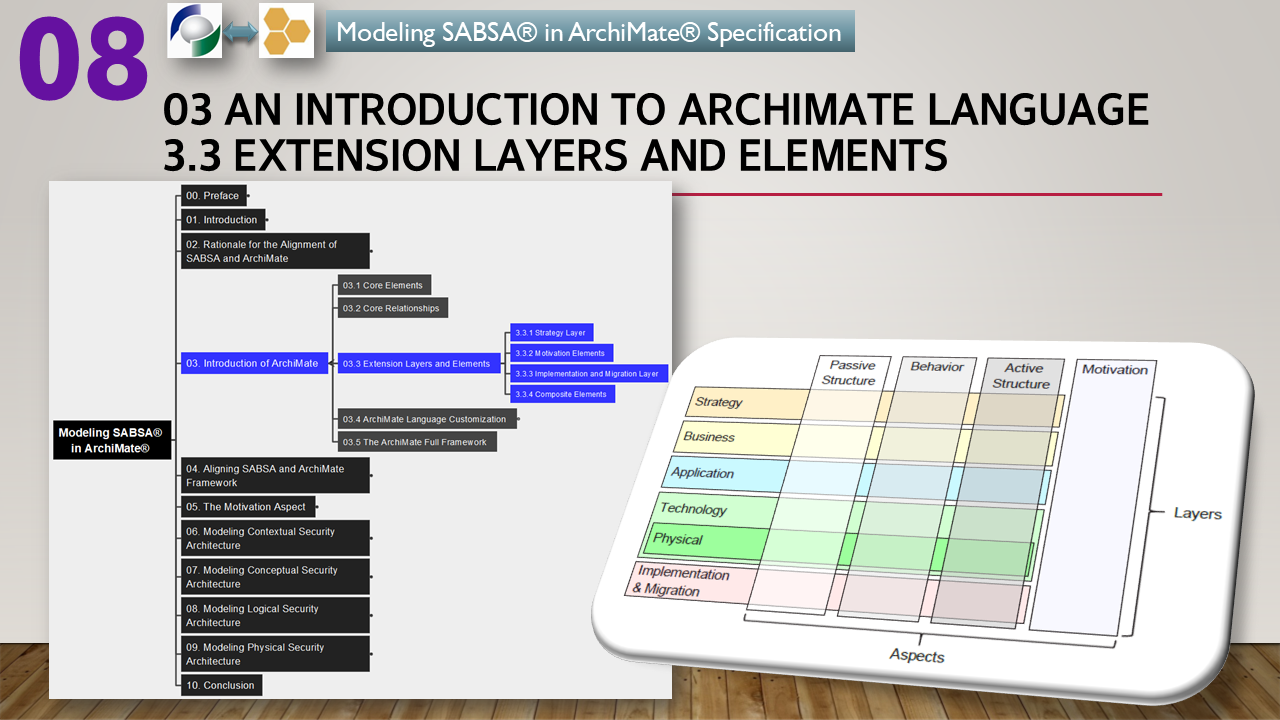 08
Modeling SABSA® in ArchiMate® Specification
03 AN INTRODUCTION TO ARCHIMATE LANGUAGE
3.3 EXTENSION LAYERS AND ELEMENTS
Modeling SABSA®
in ArchiMate®
00. Preface
01. Introduction
02. Rationale for the Alignment of
SABSA and ArchiMate
03. Introduction of ArchiMate
03.1 Core Elements
03.2 Core Relationships
03.3 Extension Layers and Elements
3.3.1 Strategy Layer
3.3.2 Motivation Elements
3.3.3 Implementation and Migration Layer
3.3.4 Composite Elements
03.4 ArchiMate Language Customization
03.5 The ArchiMate Full Framework
04. Aligning SABSA and ArchiMate
Framework
05. The Motivation Aspect
06. Modeling Contextual Security
Architecture
07. Modeling Conceptual Security
Architecture
08. Modeling Logical Security
Architecture
09. Modeling Physical Security
Architecture
10. Conclusion
Passive
Structure
Behavior
Active
Structure
Motivation
Strategy
Business
Application
Technology
Physical
Implementation
& Migration
Layers
Aspects